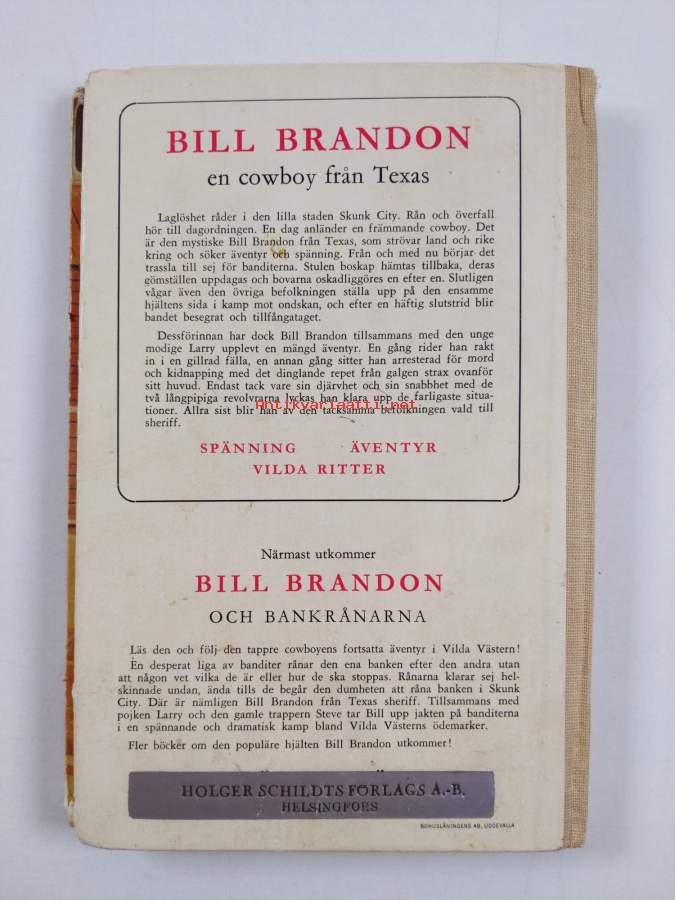 BILL BRANDON
en cowboy från Texas
Laglöshet råder i den lilla staden Skunk City. Rån och överfall
hör till dagordningen. En dag anländer en främmande cowboy. Det
är den mystiske Bill Brandon från Texas, som strövar land och rike
kring och söker äventyr och spänning. Från och med nu börjar det
trassla till sej för banditerna. Stulen boskap hämtas tillbaka, deras
gömställen uppdagas och bovarna oskadliggöres en efter en. Slutligen
vågar även den övriga befolkningen ställa upp på den ensamme
hjältens sida i kamp mot ondskan, och efter en häftig slutstrid blir
bandet besegrat och tillfångataget.
Dessförinnan har dock Bill Brandon tillsammans med den unge
modige Larry upplevt en mängd äventyr. En gång rider han rakt
in i en gillrad fälla, en annan gång sitter han arresterad för mord
och kidnapping med det dinglande repet från galgen strax ovanför
sitt huvud. Endast tack vare sin djärvhet och sin snabbhet med de
två långpipiga revolvrarna lyckas han klara upp de farligaste situa-
tioner. Allra sist blir han av den tacksamma befolkningen vald till
sheriff.
Antikvariaatti.net
SPÄNNING ÄVENTYR
VILDA RITTER
Närmast utkommer
BILL BRANDON
OCH BANKRÅNARNA
Läs den och följ den tappre cowboyens fortsatta äventyr i Vilda Västern!
En desperat liga av banditer rånar den ena banken efter den andra utan
att någon vet vilka de är eller hur de ska stoppas. Rånarna klarar sej hel-
skinnade undan, ända tills de begår den dumheten att råna banken i Skunk
City. Där är nämligen Bill Brandon från Texas sheriff. Tillsammans med
pojken Larry och den gamle trappern Steve tar Bill upp jakten på banditerna
i en spännande och dramatisk kamp bland Vilda Västerns ödemarker.
Fler böcker om den populäre hjälten Bill Brandon utkommer!
HOLGER SCHILDTS FÖRLAGS A.-B.
HELSINGFORS
BOHUSLÄNINGENS AB, UDDEVALLA